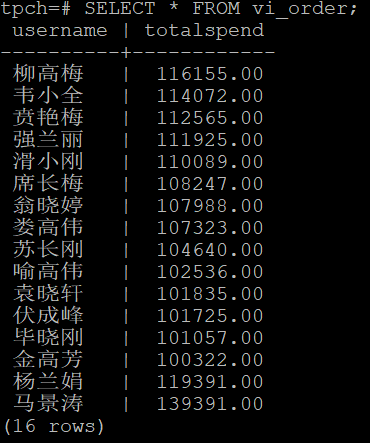 tpch=# SELECT * FROM vi_order;
 username | totalspend
----------+------------
 柳高梅   |  116155.00
 韦小全   |  114072.00
 贲艳梅   |  112565.00
 强兰丽   |  111925.00
 滑小刚   |  110089.00
 席长梅   |  108247.00
 翁晓婷   |  107988.00
 娄高伟   |  107323.00
 苏长刚   |  104640.00
 喻高伟   |  102536.00
 袁晓轩   |  101835.00
 伏成峰   |  101725.00
 毕晓刚   |  101057.00
 金高芳   |  100322.00
 杨兰娟   |  119391.00
 马景涛   |  139391.00
(16 rows)